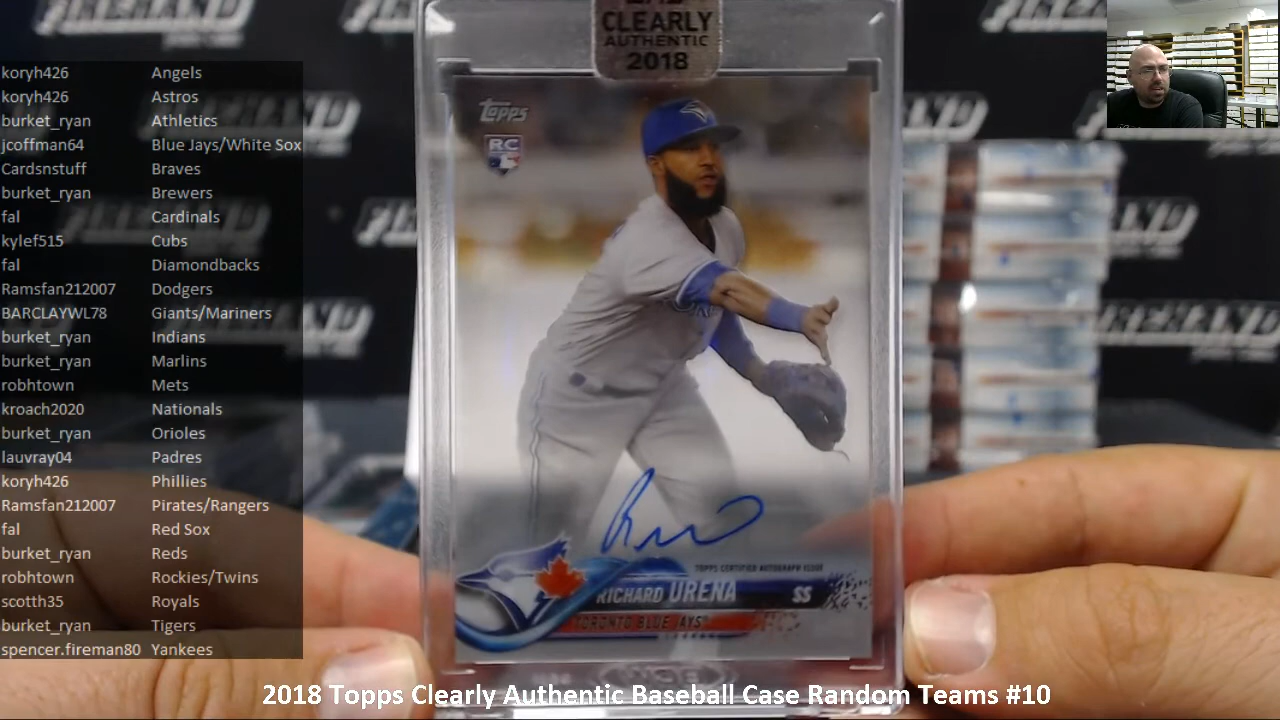 koryh426 Angels
koryh426 Astros
burket_ryan Athletics
jcoffman64 Blue Jays/White Sox
Cardsnstuff Braves
burket_ryan Brewers
fal Cardinals
kylef515 Cubs
fal Diamondbacks
Ramsfan212007 Dodgers
BARCLAYWL78 Giants/Mariners
burket_ryan Indians
burket_ryan Marlins
robhtown Mets
kroach2020 Nationals
burket_ryan Orioles
lauvray04 Padres
koryh426 Phillies
Ramsfan212007 Pirates/Rangers
fal Red Sox
burket_ryan Reds
robhtown Rockies/Twins
scotth35 Royals
burket_ryan Tigers
spencer.fireman80 Yankees
CLEARLY
AUTHENTIC
2018
Topps
RC
TOPPS CERTIFIED AUTOGRAPH ISSUE
RICHARD URENA SS
TORONTO BLUE JAYS
2018 Topps Clearly Authentic Baseball Case Random Teams #10